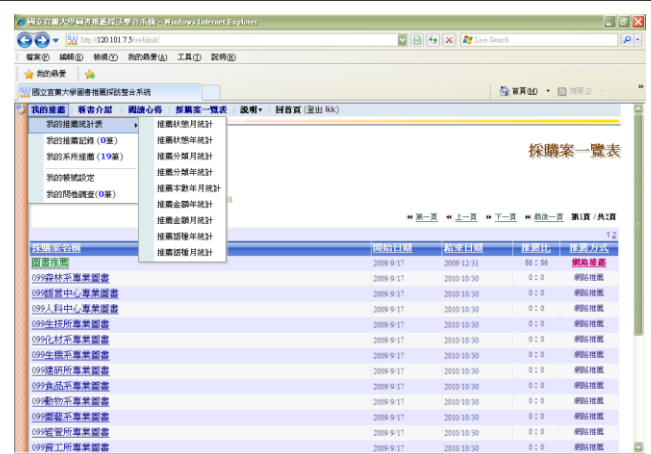 國立宜蘭大學圖書推薦採訪整合系統 - Windows Internet Explorer
http://120.101.7.5/weblink/
Live Search
檔案(F) 編輯(E) 檢視(V) 我的最愛(A) 工具(T) 說明(H)
我的最愛
國立宜蘭大學圖書推薦採訪整合系統
首頁(M)
我的推薦 新書介紹 閱讀心得 採購案一覽表 說明 回首頁 (登出 lkk)
我的推薦統計表
我的推薦記錄 (0筆)
我的系所推薦 (19筆)
我的帳號設定
我的問卷調查(0筆)
推薦狀態月統計
推薦狀態年統計
推薦分類月統計
推薦分類年統計
推薦本數年月統計
推薦金額年統計
推薦金額月統計
推薦語種年統計
推薦語種月統計
採購案一覽表
第一頁 上一頁 下一頁 最後一頁 第1頁 / 共2頁
1 2
採購案名稱 開始日期 結束日期 推薦比 推薦方式
圖書推薦 2009/9/17 2009/12/31 86 : 86 網路推薦
099森林系專業圖書 2009/9/17 2010/10/30 0 : 0 網路推薦
099語言中心專業圖書 2009/9/17 2010/10/30 0 : 0 網路推薦
099人科中心專業圖書 2009/9/17 2010/10/30 0 : 0 網路推薦
099生技所專業圖書 2009/9/17 2010/10/30 0 : 0 網路推薦
099化材系專業圖書 2009/9/17 2010/10/30 0 : 0 網路推薦
099生機系專業圖書 2009/9/17 2010/10/30 0 : 0 網路推薦
099建研所專業圖書 2009/9/17 2010/10/30 0 : 0 網路推薦
099食品系專業圖書 2009/9/17 2010/10/30 0 : 0 網路推薦
099動物系專業圖書 2009/9/17 2010/10/30 0 : 0 網路推薦
099園藝系專業圖書 2009/9/17 2010/10/30 0 : 0 網路推薦
099經管所專業圖書 2009/9/17 2010/10/30 0 : 0 網路推薦
099資工所專業圖書 2009/9/17 2010/10/30 0 : 0 網路推薦